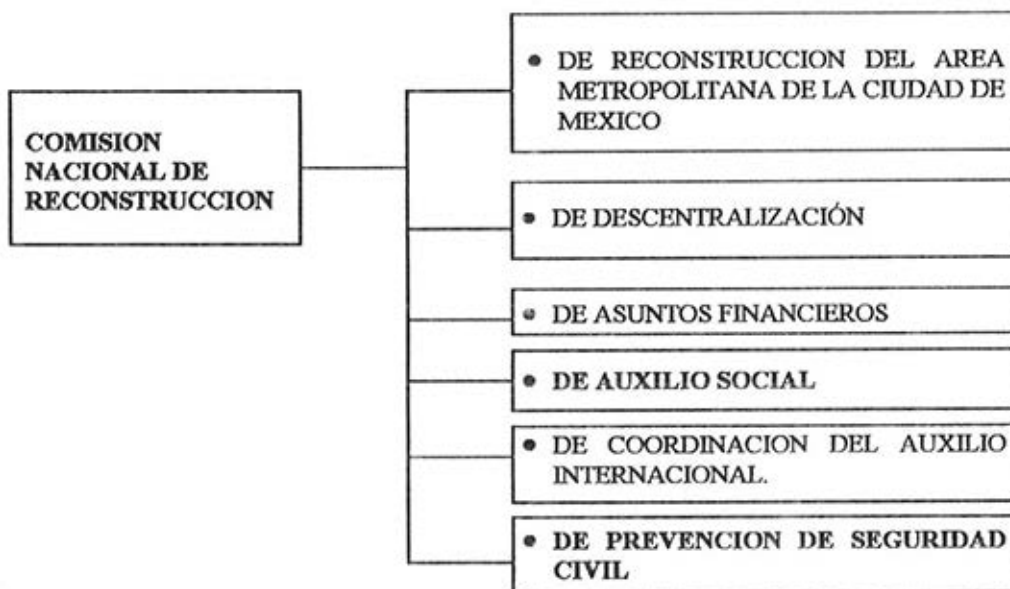 COMISION
NACIONAL DE
RECONSTRUCCION
• DE RECONSTRUCCION DEL AREA
METROPOLITANA DE LA CIUDAD DE
MEXICO
• DE DESCENTRALIZACIÓN
• DE ASUNTOS FINANCIEROS
• DE AUXILIO SOCIAL
• DE COORDINACION DEL AUXILIO
INTERNACIONAL.
• DE PREVENCION DE SEGURIDAD
CIVIL